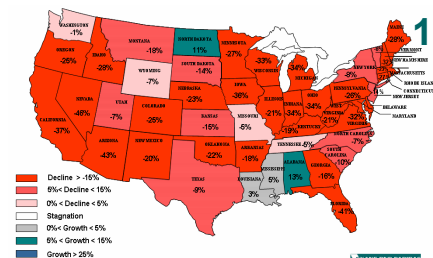 WASHINGTON
-1%
OREGON
-26%
IDAHO
-28%
MONTANA
-18%
NORTH DAKOTA
11%
SOUTH DAKOTA
-14%
MINNESOTA
-27%
WISCONSIN
-33%
MICHIGAN
-34%
WYOMING
-7%
NEBRASKA
-23%
IOWA
-36%
ILLINOIS
-21%
INDIANA
-34%
OHIO
-34%
PENNSYLVANIA
-26%
NEW YORK
-9%
MAINE
-28%
VERMONT
NEW HAMPSHIRE
MASSACHUSETTS
RHODE ISLAND
CONNECTICUT
NEW JERSEY
DELAWARE
MARYLAND
NEVADA
UTAH
-7%
COLORADO
-25%
KANSAS
-15%
MISSOURI
-5%
KENTUCKY
-19%
VIRGINIA
-32%
CALIFORNIA
-37%
ARIZONA
-43%
NEW MEXICO
-20%
OKLAHOMA
-22%
ARKANSAS
-18%
TENNESSEE
-5%
NORTH CAROLINA
-7%
SOUTH CAROLINA
-10%
TEXAS
-9%
LOUISIANA
3%
MISSISSIPPI
5%
ALABAMA
13%
GEORGIA
-16%
FLORIDA
-41%
1
Decline > -15%
5%< Decline < 15%
0%< Decline < 5%
Stagnation
0%< Growth < 5%
5% < Growth < 15%
Growth > 25%